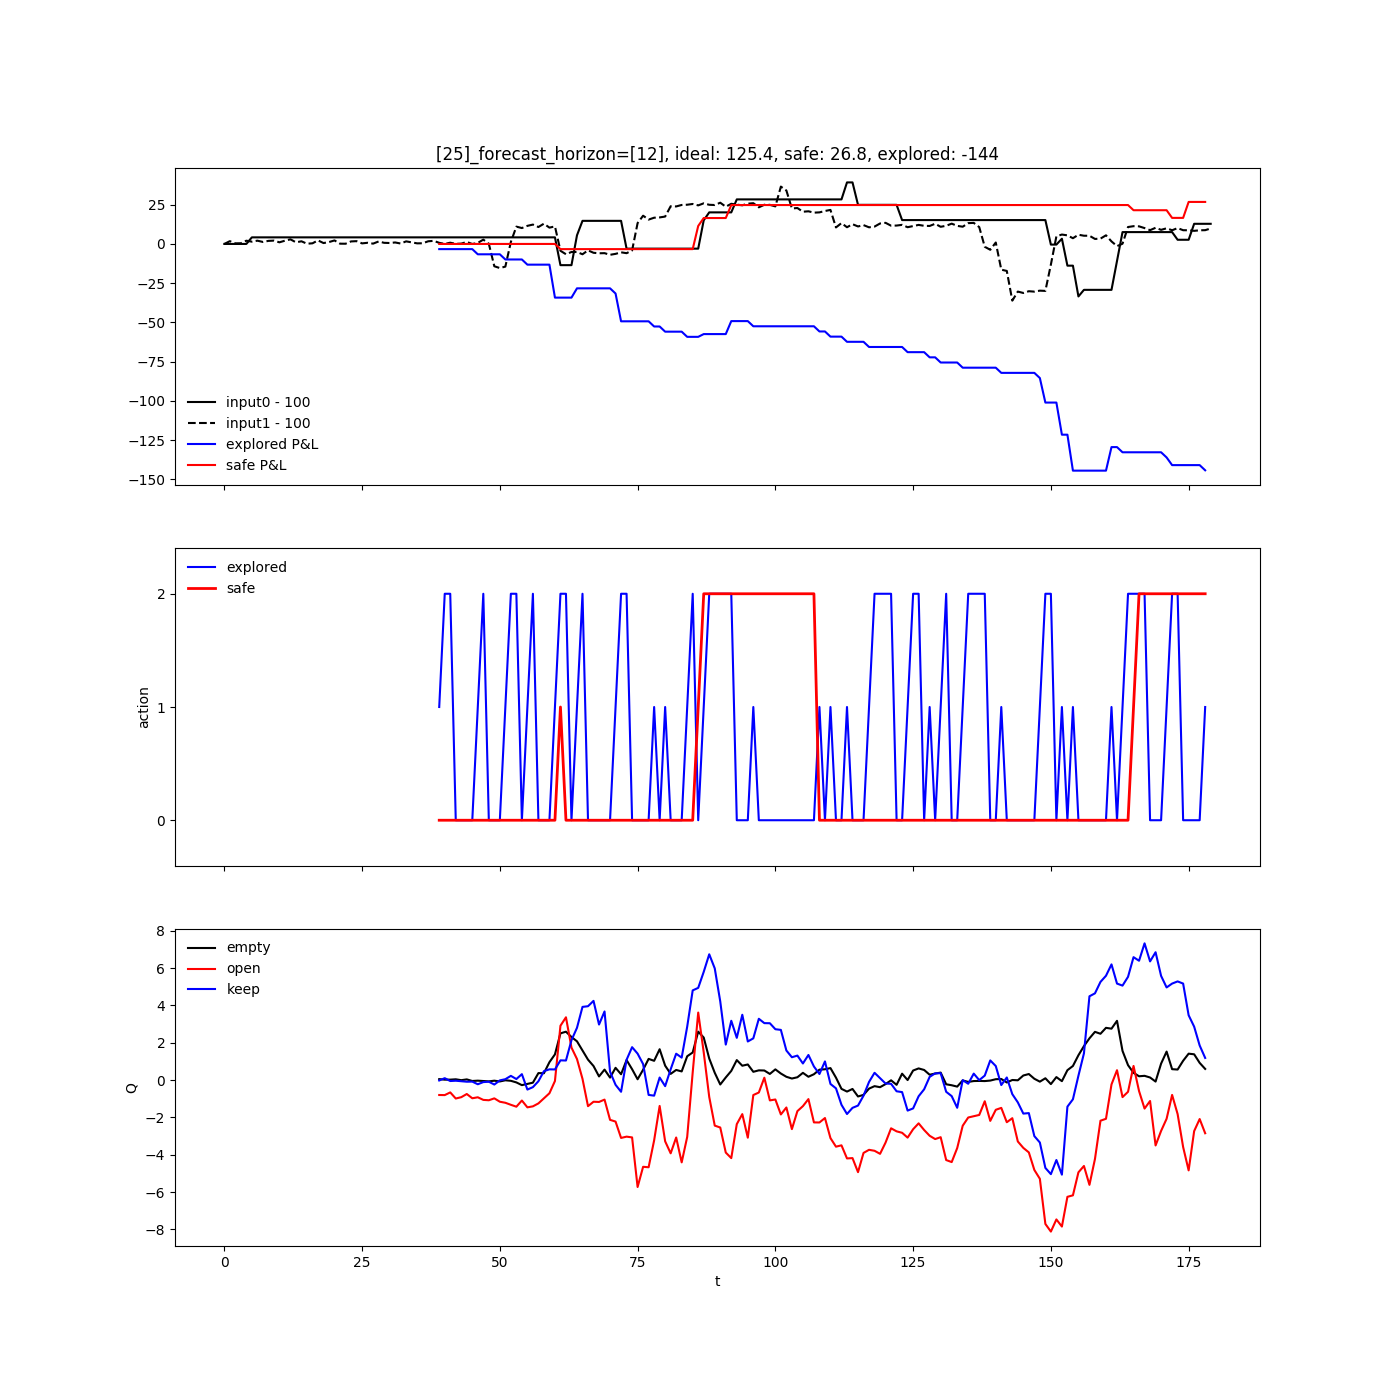 [25]_forecast_horizon=[12], ideal: 125.4, safe: 26.8, explored: -144
25
0
−25
−50
−75
−100
−125
−150
input0 - 100
input1 - 100
explored P&L
safe P&L
explored
safe
2
1
0
action
empty
open
keep
8
6
4
2
0
−2
−4
−6
−8
Q
0 25 50 75 100 125 150 175
t